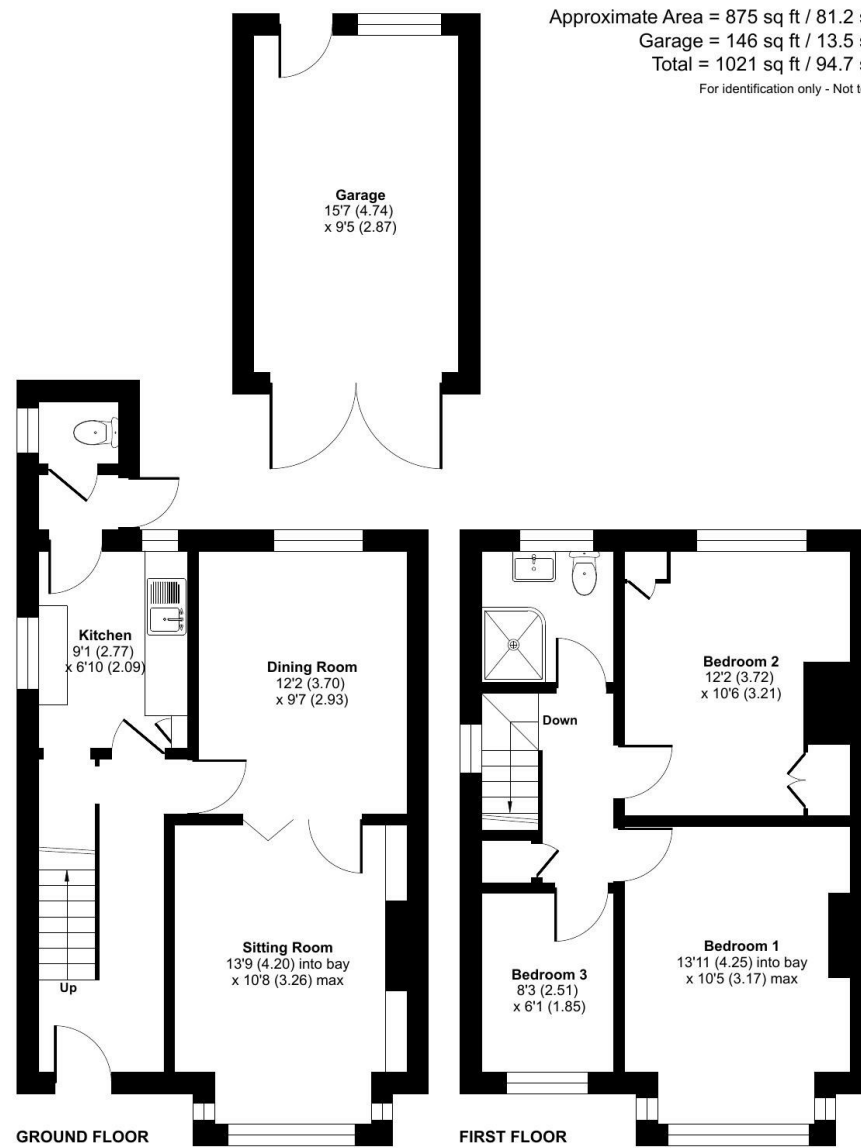 Approximate Area = 875 sq ft / 81.2 s
Garage = 146 sq ft / 13.5 s
Total = 1021 sq ft / 94.7 s
For identification only - Not t
Garage
15'7 (4.74)
x 9'5 (2.87)
Kitchen
9'1 (2.77)
x 6'10 (2.09)
Dining Room
12'2 (3.70)
x 9'7 (2.93)
Sitting Room
13'9 (4.20) into bay
x 10'8 (3.26) max
Up
GROUND FLOOR
Down
Bedroom 2
12'2 (3.72)
x 10'6 (3.21)
Bedroom 1
13'11 (4.25) into bay
x 10'5 (3.17) max
Bedroom 3
8'3 (2.51)
x 6'1 (1.85)
FIRST FLOOR